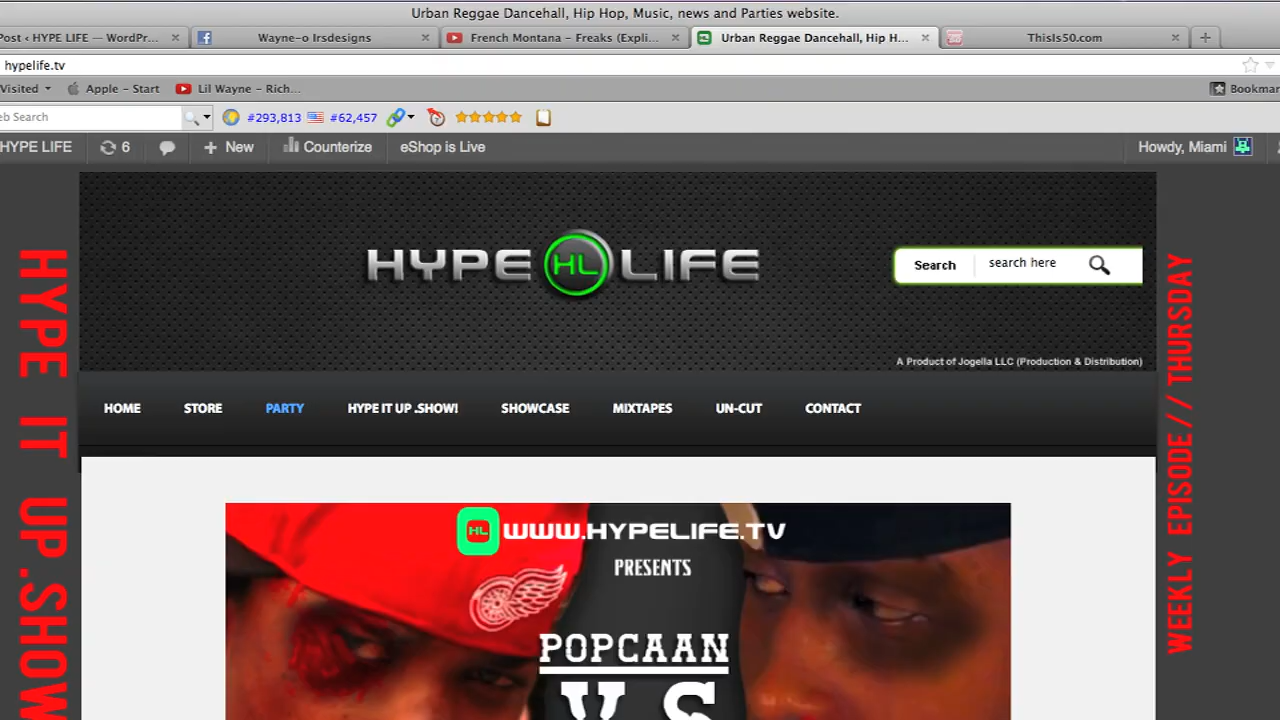 Urban Reggae Dancehall, Hip Hop, Music, news and Parties website.
Post ‹ HYPE LIFE — WordPr...
Wayne-o Irsdesigns
French Montana – Freaks (Expli...
Urban Reggae Dancehall, Hip H...
ThisIs50.com
hypelife.tv
Visited
Apple – Start
Lil Wayne – Rich...
Bookmar
eb Search
#293,813
#62,457
HYPE LIFE
6
New
Counterize
eShop is Live
Howdy, Miami
HYPE HL LIFE
Search
search here
A Product of Jogella LLC (Production & Distribution)
HOME
STORE
PARTY
HYPE IT UP .SHOW!
SHOWCASE
MIXTAPES
UN-CUT
CONTACT
HYPE IT UP .SHOW
WEEKLY EPISODE // THURSDAY
HL WWW.HYPELIFE.TV
PRESENTS
POPCAAN
V.S